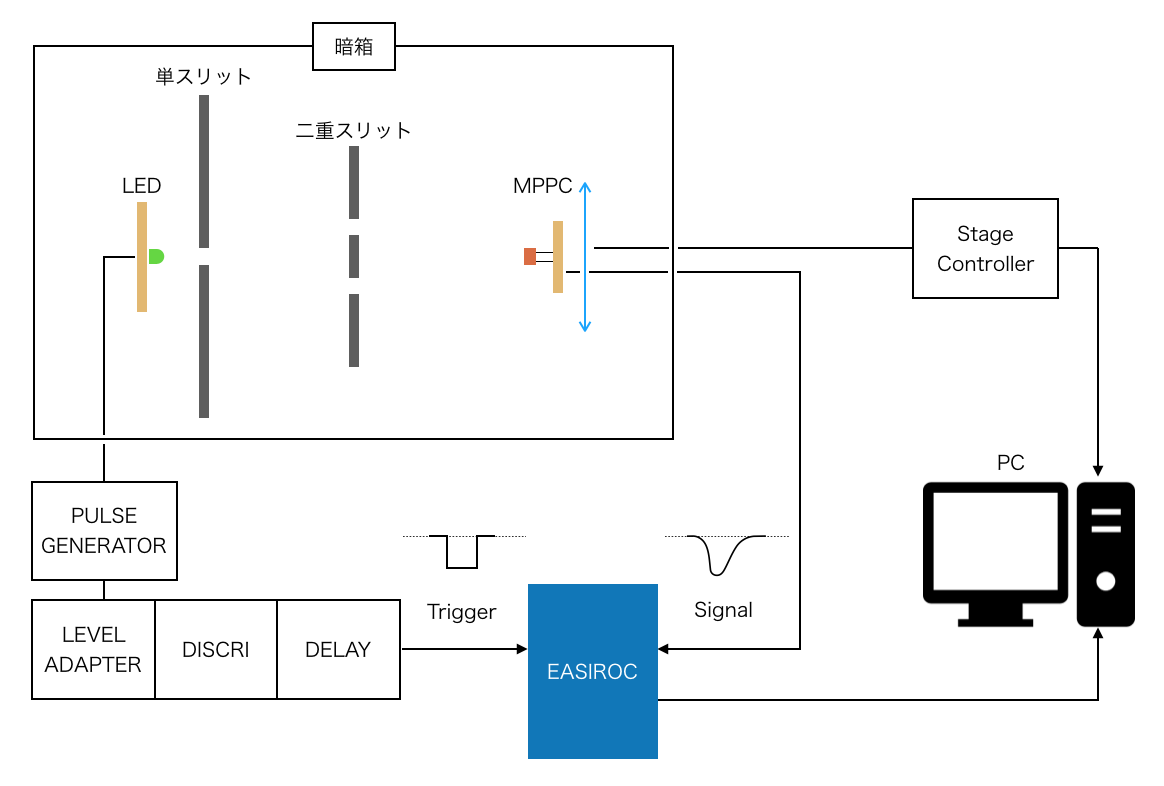 暗箱
単スリット
二重スリット
LED
MPPC
Stage
Controller
PC
PULSE
GENERATOR
Trigger
Signal
LEVEL
ADAPTER
DISCRI
DELAY
EASIROC